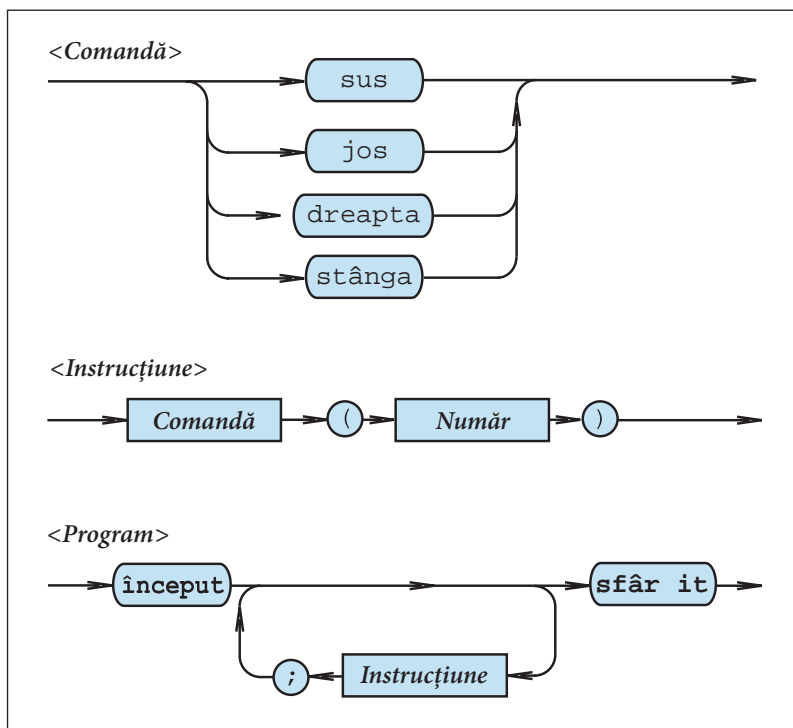 <Comandă>
sus
jos
dreapta
stânga
<Instrucțiune>
Comandă ( Număr )
<Program>
început sfâr it
; Instrucțiune